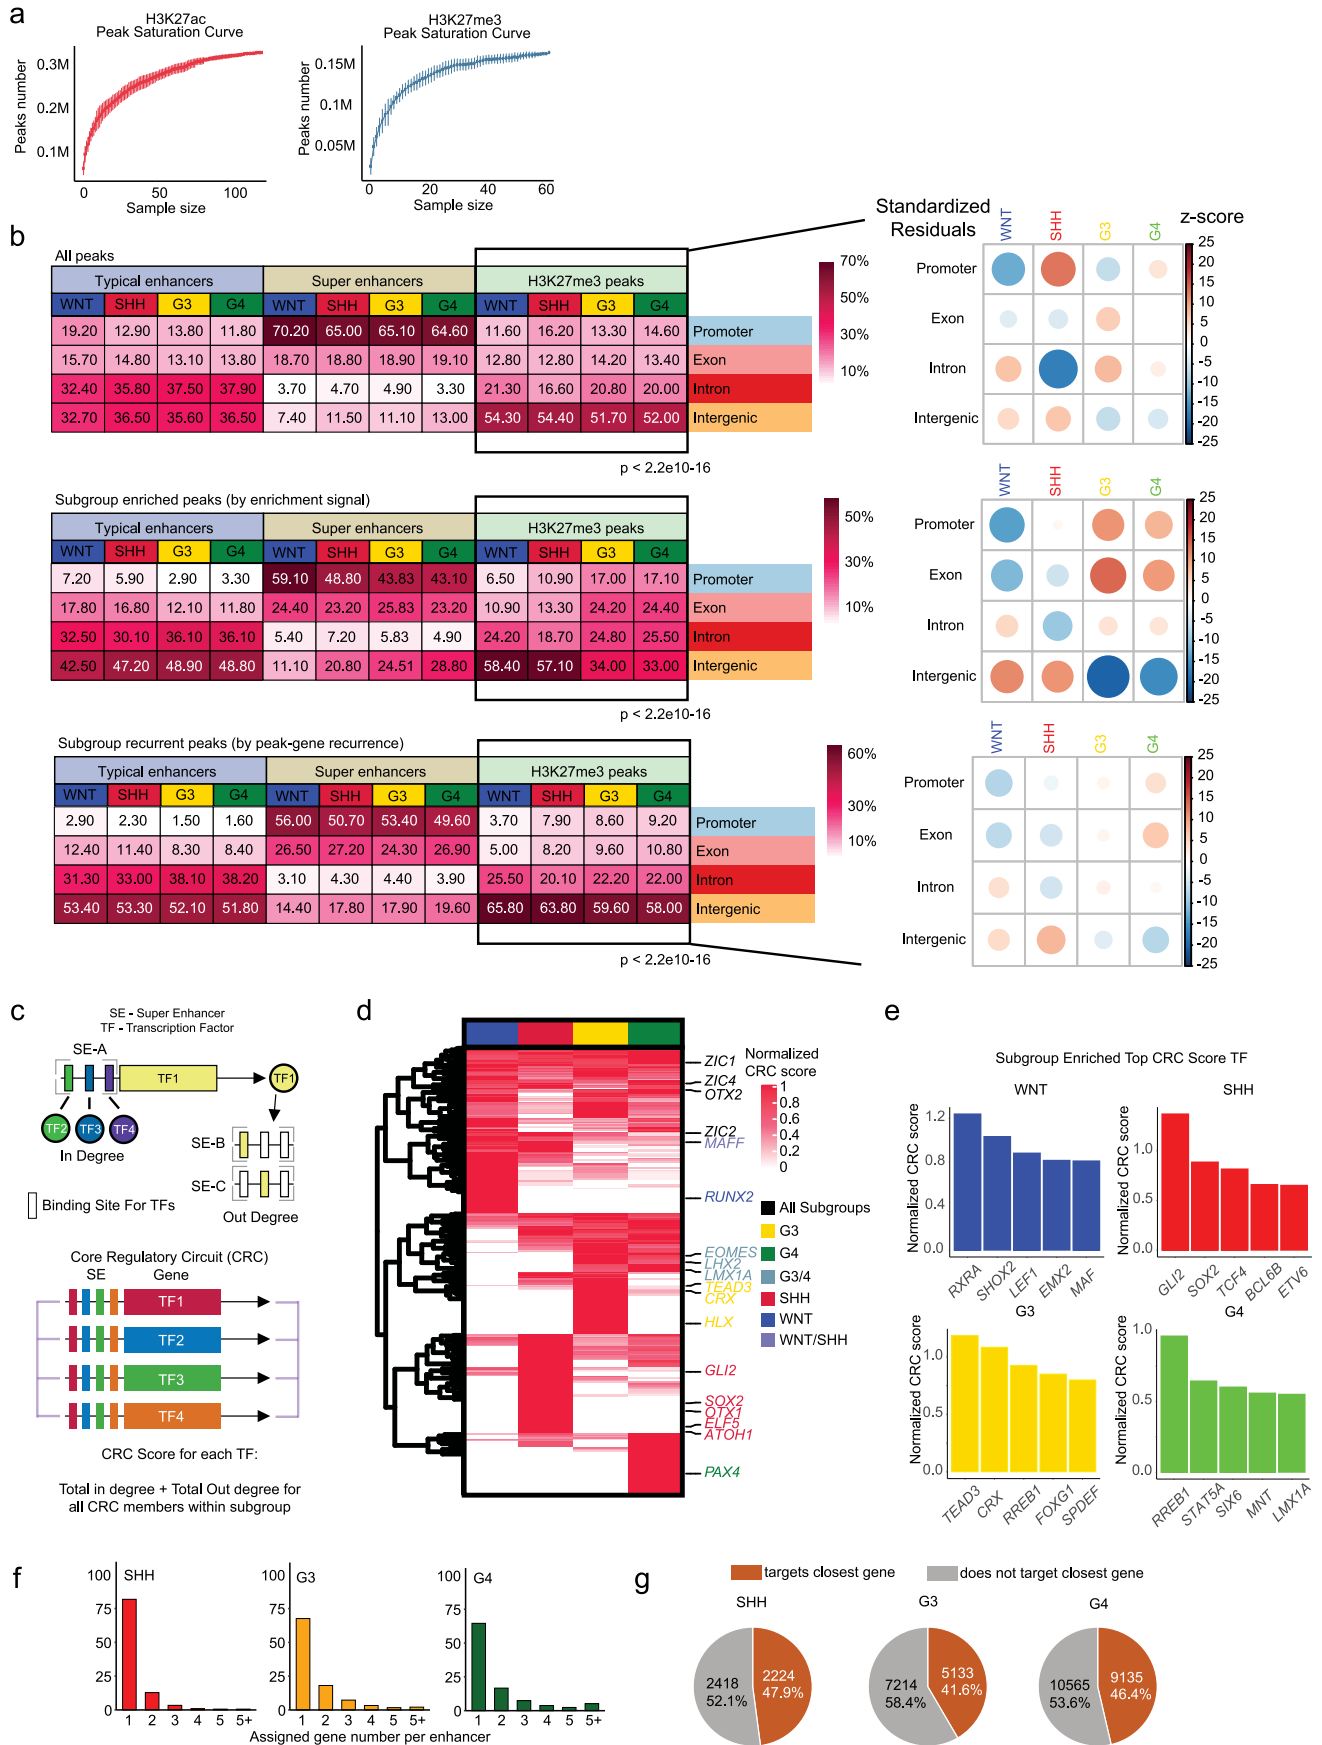 a
H3K27ac
Peak Saturation Curve
Peaks number
0.3M
0.2M
0.1M
0 50 100
Sample size
H3K27me3
Peak Saturation Curve
Peaks number
0.15M
0.1M
0.05M
0 20 40 60
Sample size
b
All peaks
Typical enhancers Super enhancers H3K27me3 peaks
WNT SHH G3 G4 WNT SHH G3 G4 WNT SHH G3 G4
19.20 12.90 13.80 11.80 70.20 65.00 65.10 64.60 11.60 16.20 13.30 14.60 Promoter
15.70 14.80 13.10 13.80 18.70 18.80 18.90 19.10 12.80 12.80 14.20 13.40 Exon
32.40 35.80 37.50 37.90 3.70 4.70 4.90 3.30 21.30 16.60 20.80 20.00 Intron
32.70 36.50 35.60 36.50 7.40 11.50 11.10 13.00 54.30 54.40 51.70 52.00 Intergenic
p < 2.2e10-16
70%
50%
30%
10%
Standardized
Residuals
z-score
WNT SHH G3 G4
Promoter
Exon
Intron
Intergenic
25
20
15
10
5
0
-5
-10
-15
-20
-25
Subgroup enriched peaks (by enrichment signal)
Typical enhancers Super enhancers H3K27me3 peaks
WNT SHH G3 G4 WNT SHH G3 G4 WNT SHH G3 G4
7.20 5.90 2.90 3.30 59.10 48.80 43.83 43.10 6.50 10.90 17.00 17.10 Promoter
17.80 16.80 12.10 11.80 24.40 23.20 25.83 23.20 10.90 13.30 24.20 24.40 Exon
32.50 30.10 36.10 36.10 5.40 7.20 5.83 4.90 24.20 18.70 24.80 25.50 Intron
42.50 47.20 48.90 48.80 11.10 20.80 24.51 28.80 58.40 57.10 34.00 33.00 Intergenic
p < 2.2e10-16
50%
30%
10%
WNT SHH G3 G4
Promoter
Exon
Intron
Intergenic
25
20
15
10
5
0
-5
-10
-15
-20
-25
Subgroup recurrent peaks (by peak-gene recurrence)
Typical enhancers Super enhancers H3K27me3 peaks
WNT SHH G3 G4 WNT SHH G3 G4 WNT SHH G3 G4
2.90 2.30 1.50 1.60 56.00 50.70 53.40 49.60 3.70 7.90 8.60 9.20 Promoter
12.40 11.40 8.30 8.40 26.50 27.20 24.30 26.90 5.00 8.20 9.60 10.80 Exon
31.30 33.00 38.10 38.20 3.10 4.30 4.40 3.90 25.50 20.10 22.20 22.00 Intron
53.40 53.30 52.10 51.80 14.40 17.80 17.90 19.60 65.80 63.80 59.60 58.00 Intergenic
p < 2.2e10-16
60%
30%
10%
WNT SHH G3 G4
Promoter
Exon
Intron
Intergenic
25
20
15
10
5
0
-5
-10
-15
-20
-25
c
SE - Super Enhancer
TF - Transcription Factor
SE-A
TF1 TF1
TF2 TF3 TF4
In Degree
SE-B
SE-C
Binding Site For TFs
Out Degree
Core Regulatory Circuit (CRC)
SE Gene
TF1
TF2
TF3
TF4
CRC Score for each TF:
Total in degree + Total Out degree for
all CRC members within subgroup
d
ZIC1
ZIC4
OTX2
ZIC2
MAFF
RUNX2
EOMES
LHX2
LMX1A
TEAD3
CRX
HLX
GLI2
SOX2
OTX1
ELF5
ATOH1
PAX4
Normalized
CRC score
1
0.8
0.6
0.4
0.2
0
All Subgroups
G3
G4
G3/4
SHH
WNT
WNT/SHH
e
Subgroup Enriched Top CRC Score TF
WNT
Normalized CRC score
1.2
0.8
0.4
0.0
RXRA SHOX2 LEF1 EMX2 MAF
SHH
Normalized CRC score
1.0
0.5
0.0
GLI2 SOX2 TCF4 BCL6B ETV6
G3
Normalized CRC score
1.0
0.5
0.0
TEAD3 CRX RREB1 FOXG1 SPDEF
G4
Normalized CRC score
1.0
0.5
0.0
RREB1 STAT5A SIX6 MNT LMX1A
f
SHH
100
75
50
25
0
1 2 3 4 5 5+
G3
100
75
50
25
0
1 2 3 4 5 5+
G4
100
75
50
25
0
1 2 3 4 5 5+
Assigned gene number per enhancer
g
targets closest gene does not target closest gene
SHH
2418
52.1%
2224
47.9%
G3
7214
58.4%
5133
41.6%
G4
10565
53.6%
9135
46.4%